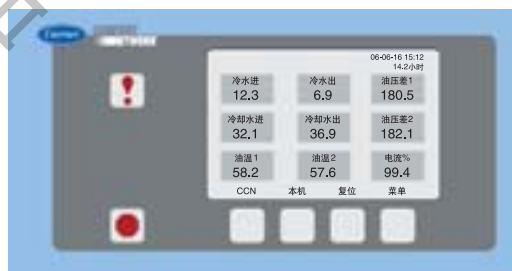 Carrier
06-06-16 15:12
14.2小时
冷水进 冷水出 油压差1
12.3 6.9 180.5
冷却水进 冷却水出 油压差2
32.1 36.9 182.1
油温1 油温2 电流%
58.2 57.6 99.4
CCN 本机 复位 菜单